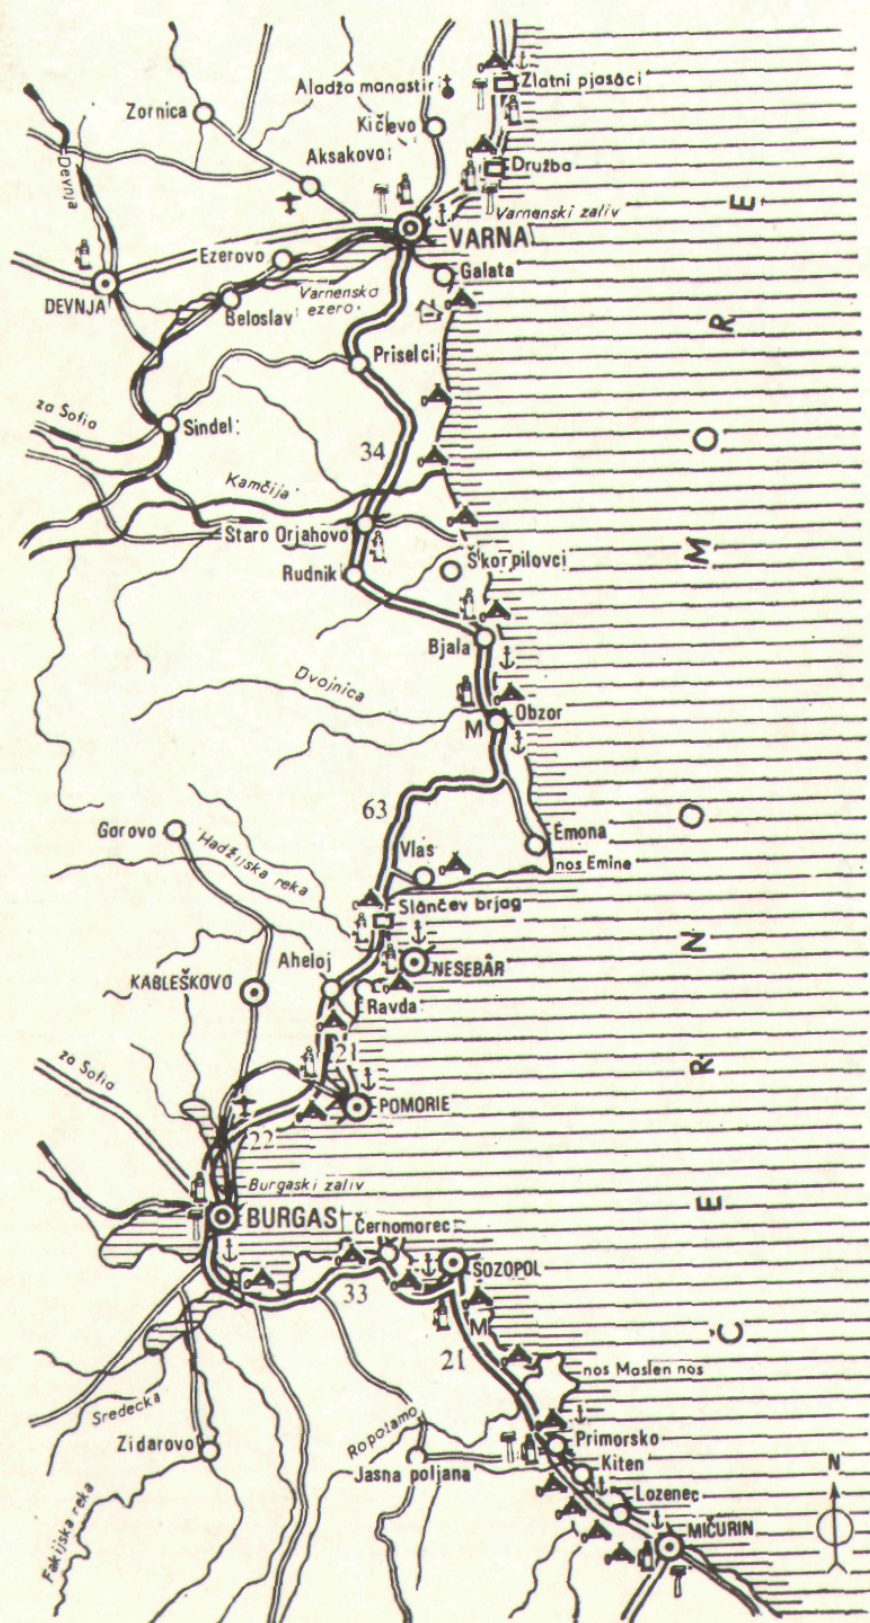 Zlatni pjasǎci
Aladža manastir
Zornica
Kičevo
Aksakovo
Družba
Devnja
Varnenski zaliv
VARNA
Ezerovo
Galata
DEVNJA
Varnensko
ezero
Beloslav
Priselci
za Sofia
Sindel
34
Kamčija
Staro Orjahovo
Škorpilovci
Rudnik
Bjala
Dvojnica
Obzor
M
63
Gorovo
Emona
Hadžijska reka
Vlas
nos Emine
Slănčev brjag
Aheloj
NESEBĂR
KABLEŠKOVO
Ravda
21
za Sofia
POMORIE
22
Burgaski zaliv
BURGAS
Černomorec
SOZOPOL
33
M
21
nos Maslen nos
Sredecka
Ropotamo
Primorsko
Zidarovo
Kiten
Jasna poljana
Lozenec
Fakijska reka
MIČURIN
N
ČERNO MORE